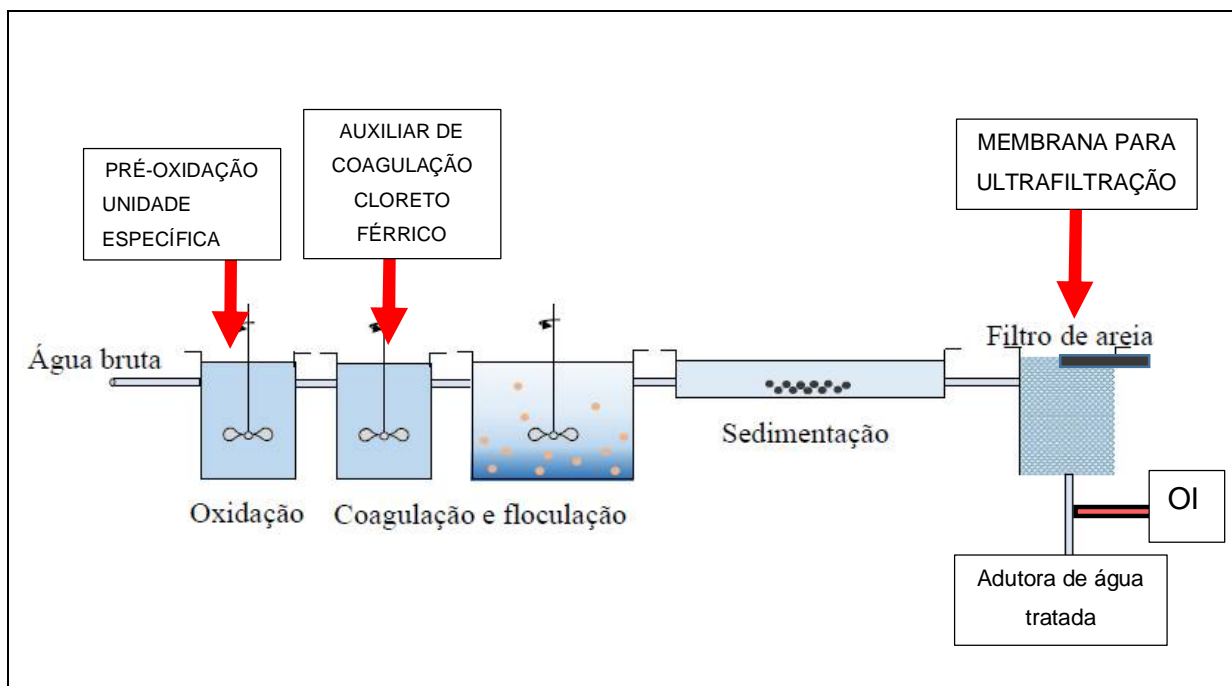 PRÉ-OXIDAÇÃO
UNIDADE
ESPECÍFICA
AUXILIAR DE
COAGULAÇÃO
CLORETO
FÉRRICO
MEMBRANA PARA
ULTRAFILTRAÇÃO
Água bruta
Filtro de areia
Sedimentação
Oxidação
Coagulação e floculação
OI
Adutora de água
tratada